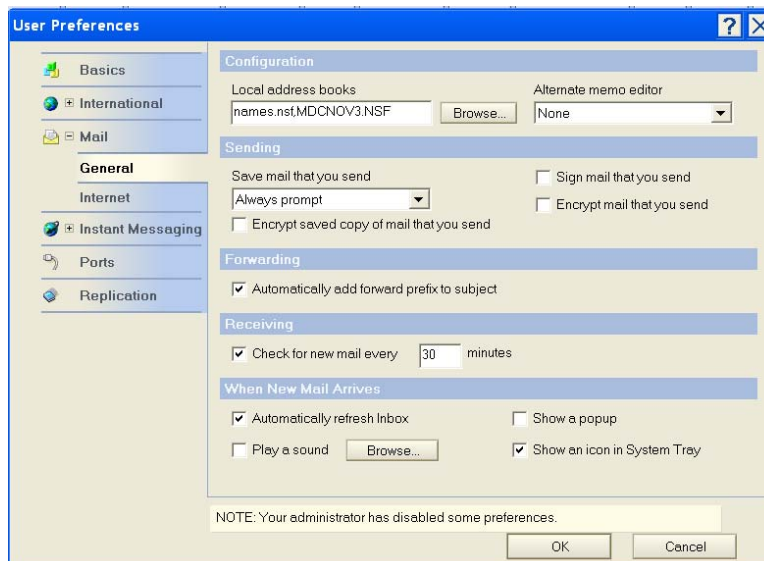 User Preferences
Basics
International
Mail
General
Internet
Instant Messaging
Ports
Replication
Configuration
Local address books
Alternate memo editor
names.nsf,MDCNOV3.NSF
Browse...
None
Sending
Save mail that you send
Sign mail that you send
Always prompt
Encrypt mail that you send
Encrypt saved copy of mail that you send
Forwarding
Automatically add forward prefix to subject
Receiving
Check for new mail every 30 minutes
When New Mail Arrives
Automatically refresh Inbox
Show a popup
Play a sound
Browse...
Show an icon in System Tray
NOTE: Your administrator has disabled some preferences.
OK
Cancel